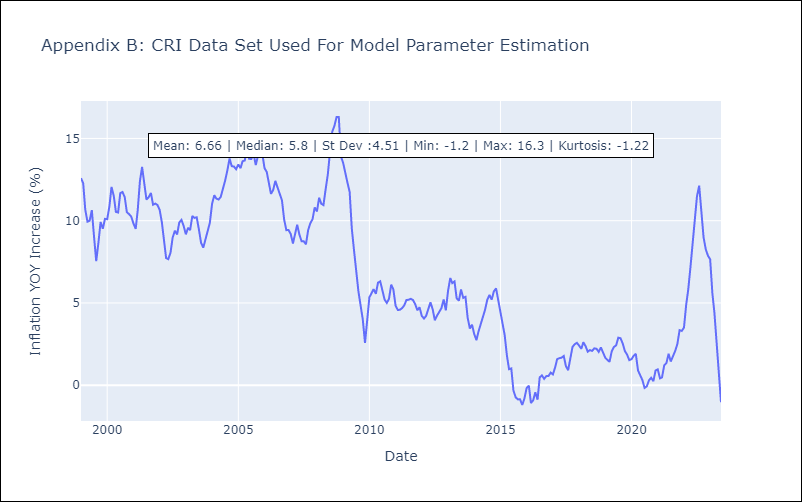 Appendix B: CRI Data Set Used For Model Parameter Estimation
Mean: 6.66 | Median: 5.8 | St Dev :4.51 | Min: -1.2 | Max: 16.3 | Kurtosis: -1.22
Inflation YOY Increase (%)
15
10
5
0
2000
2005
2010
2015
2020
Date